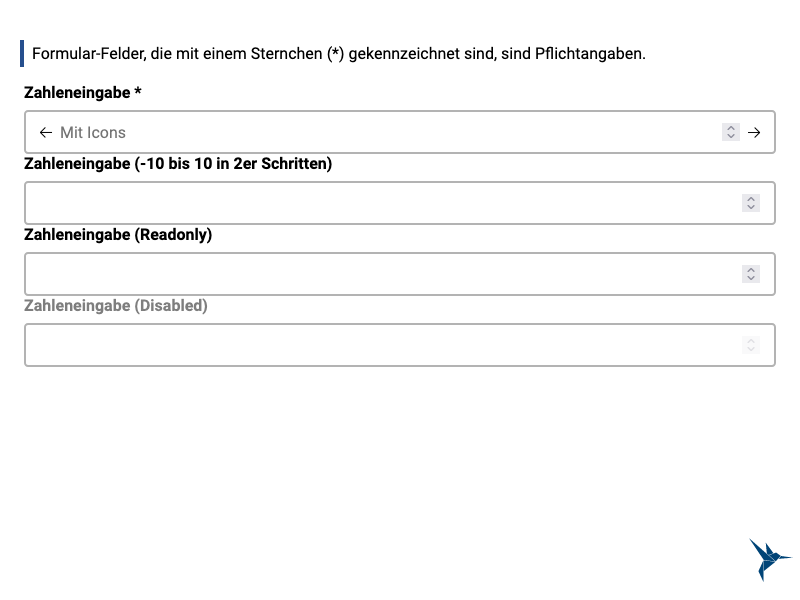 Formular-Felder, die mit einem Sternchen (*) gekennzeichnet sind, sind Pflichtangaben.
Zahleneingabe *
Mit Icons
Zahleneingabe (-10 bis 10 in 2er Schritten)
Zahleneingabe (Readonly)
Zahleneingabe (Disabled)